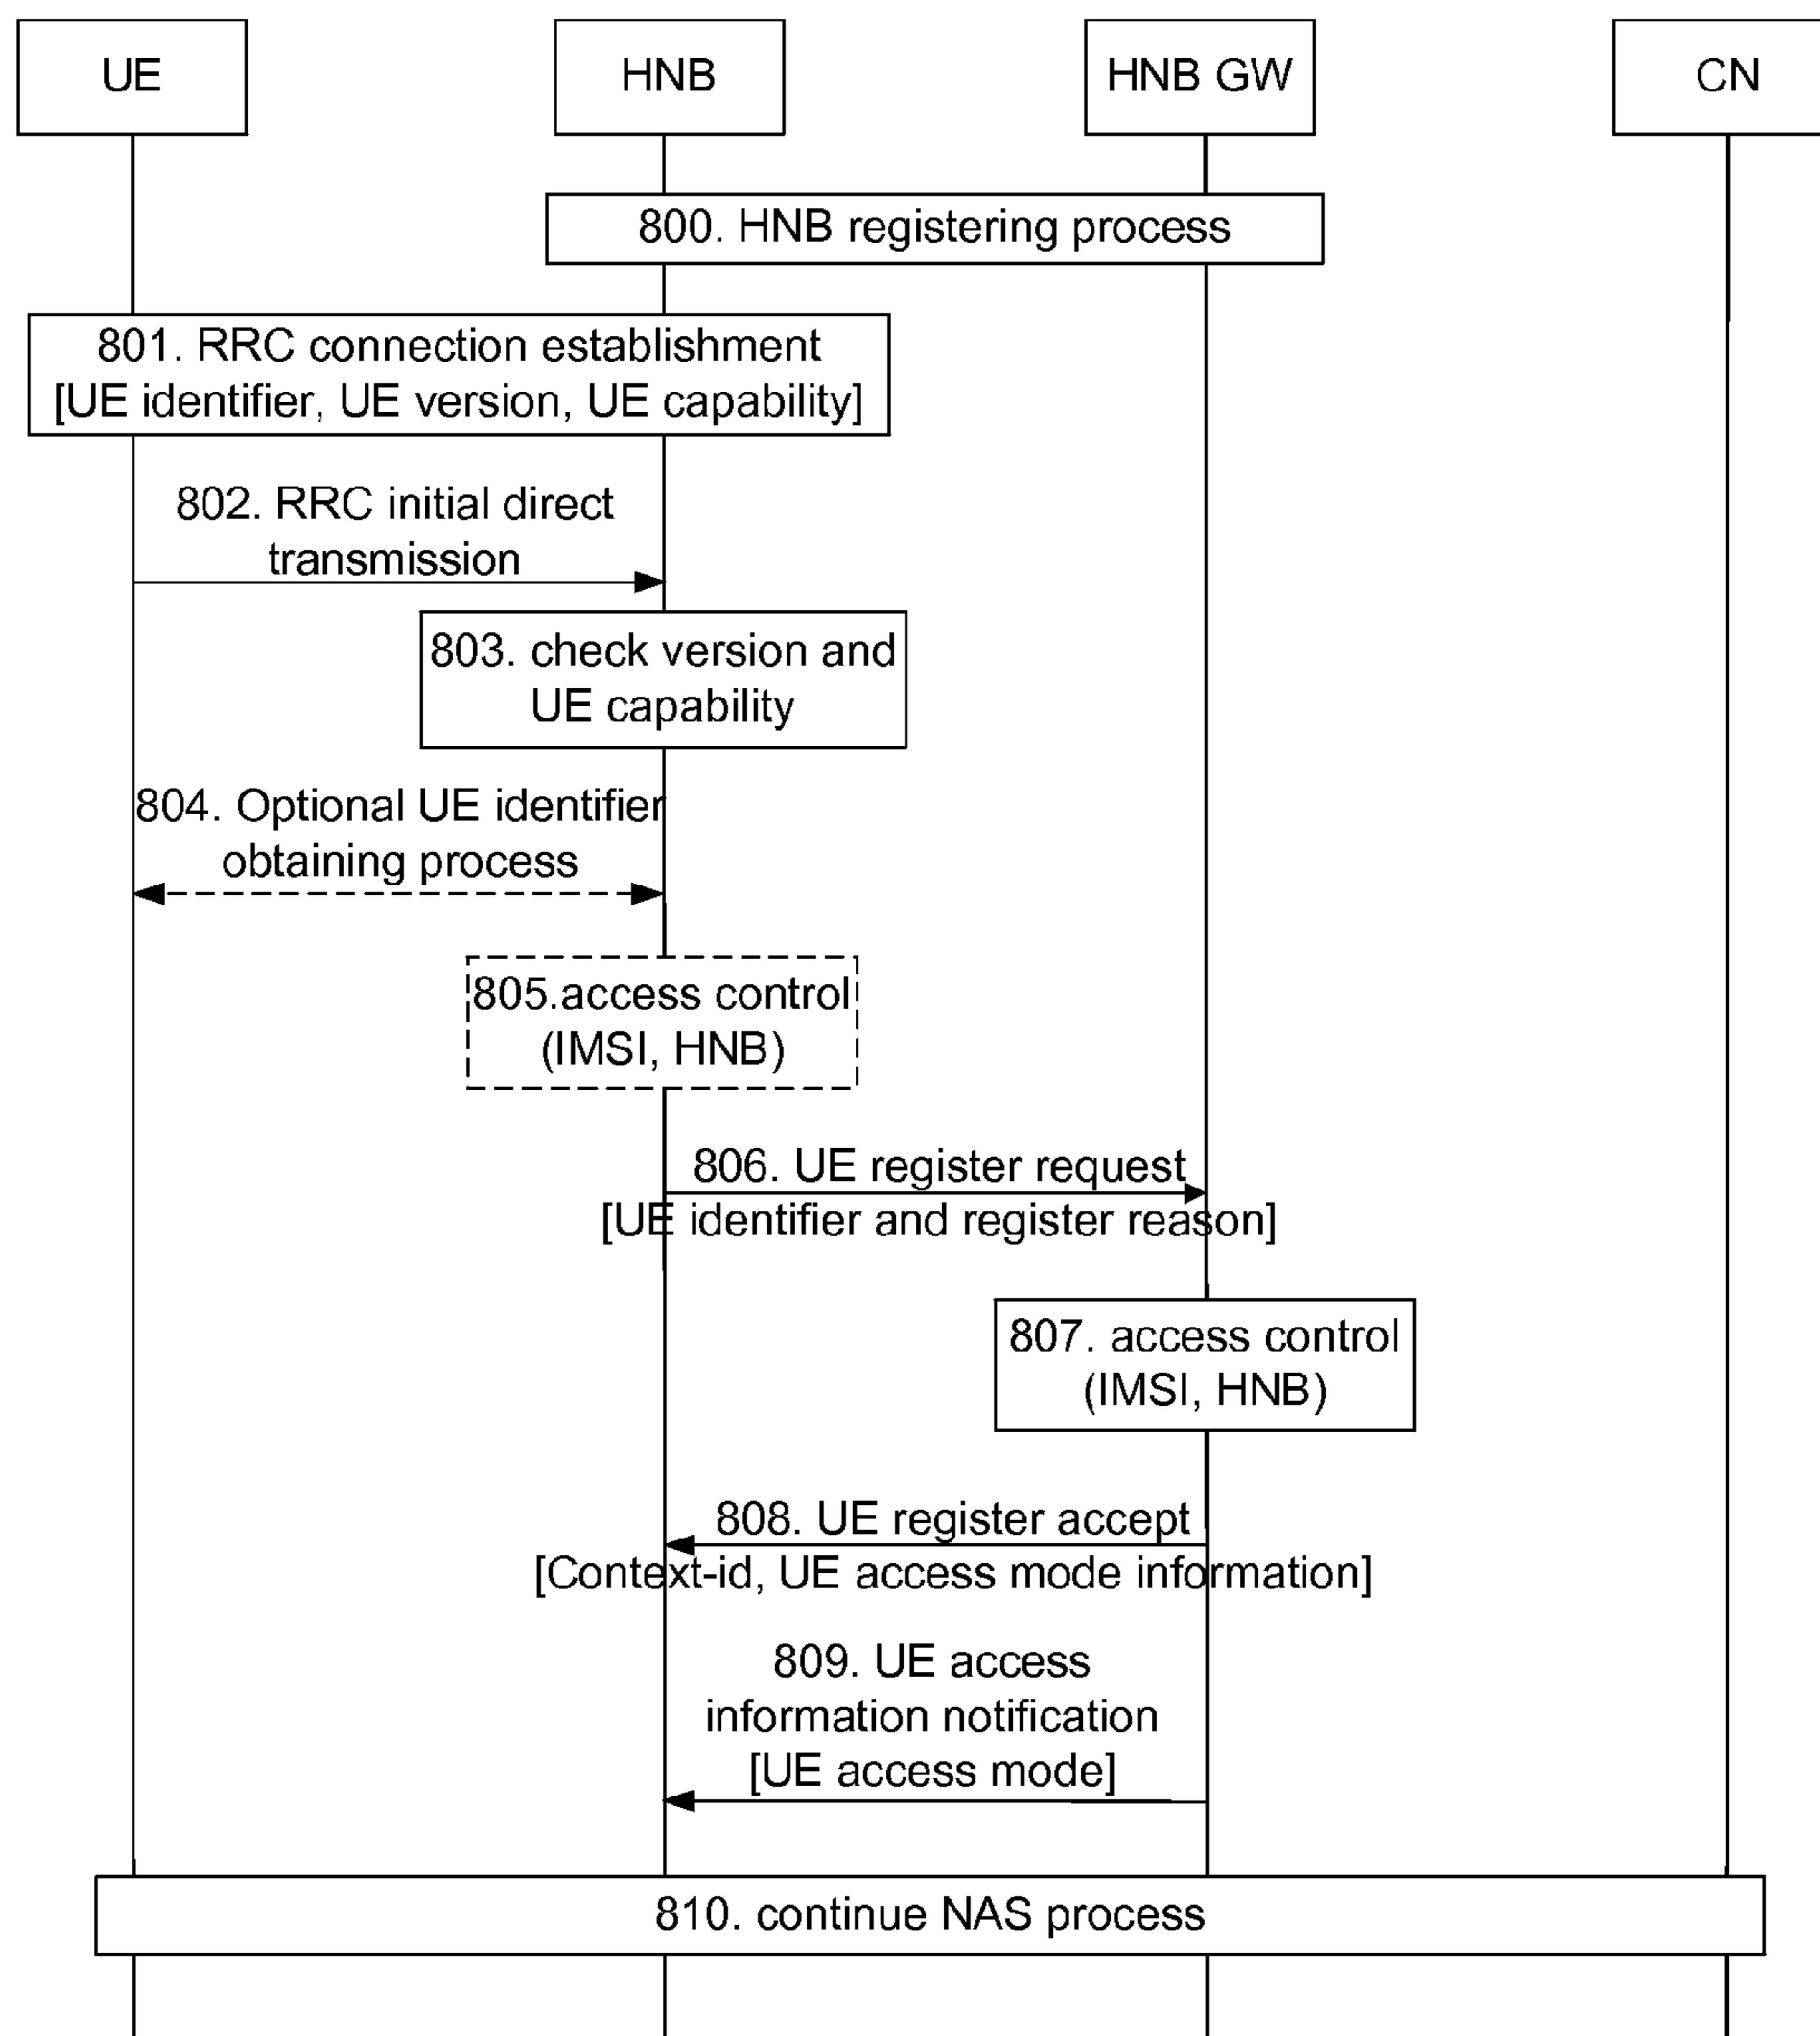 UE
HNB
HNB GW
CN
800. HNB registering process
801. RRC connection establishment
[UE identifier, UE version, UE capability]
802. RRC initial direct
transmission
803. check version and
UE capability
804. Optional UE identifier
obtaining process
805.access control
(IMSI, HNB)
806. UE register request
[UE identifier and register reason]
807. access control
(IMSI, HNB)
808. UE register accept
[Context-id, UE access mode information]
809. UE access
information notification
[UE access mode]
810. continue NAS process